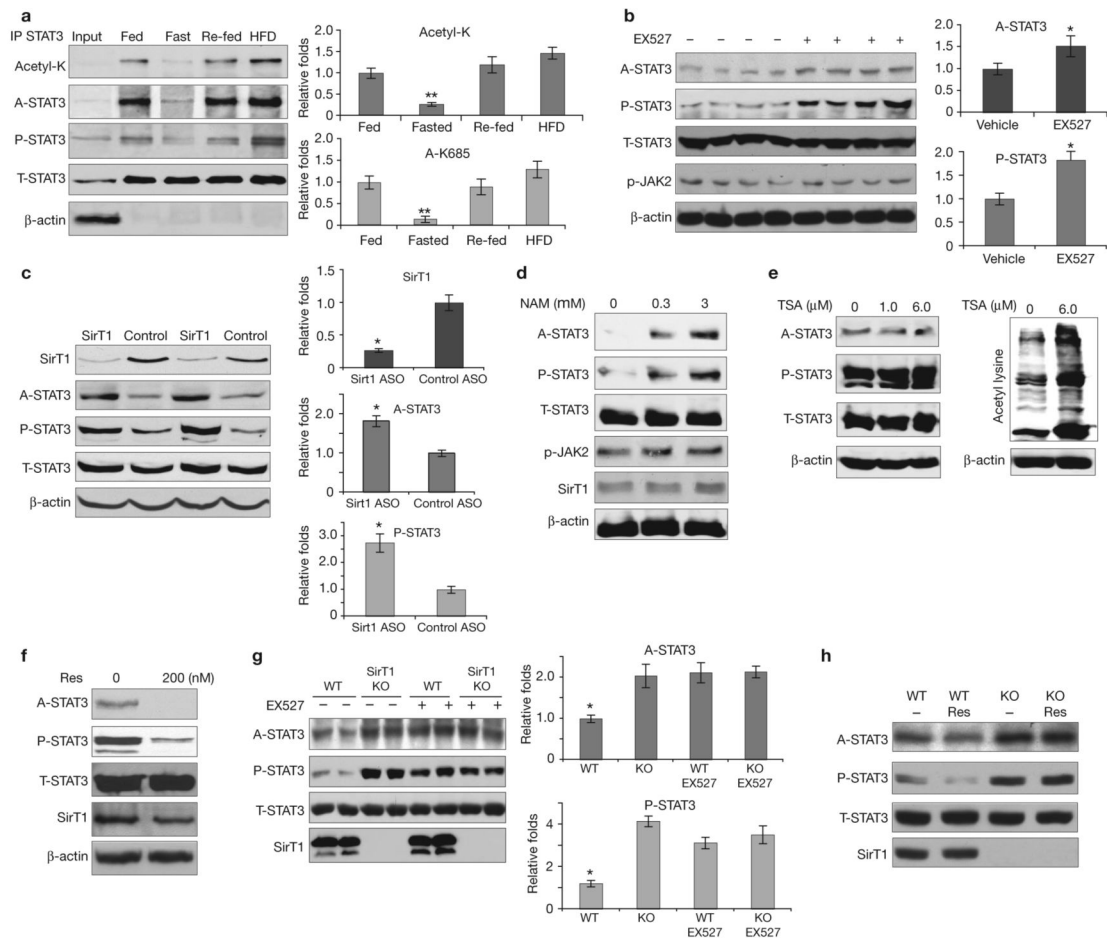 a
IP STAT3 Input Fed Fast Re-fed HFD
Acetyl-K
A-STAT3
P-STAT3
T-STAT3
β-actin
Acetyl-K
Relative folds
2.0
1.5
1.0
0.5
0
**
Fed Fasted Re-fed HFD
A-K685
Relative folds
2.0
1.5
1.0
0.5
0
**
Fed Fasted Re-fed HFD
b
EX527 – – – – + + + +
A-STAT3
P-STAT3
T-STAT3
p-JAK2
β-actin
A-STAT3
2.0
1.5
1.0
0.5
0
*
Vehicle EX527
P-STAT3
2.0
1.5
1.0
0.5
0
*
Vehicle EX527
c
SirT1 Control SirT1 Control
SirT1
A-STAT3
P-STAT3
T-STAT3
β-actin
SirT1
Relative folds
1.5
1.0
0.5
0
*
Sirt1 ASO Control ASO
A-STAT3
Relative folds
2.0
1.5
1.0
0.5
0
*
Sirt1 ASO Control ASO
P-STAT3
Relative folds
3.0
2.0
1.0
0
*
Sirt1 ASO Control ASO
d
NAM (mM) 0 0.3 3
A-STAT3
P-STAT3
T-STAT3
p-JAK2
SirT1
β-actin
e
TSA (μM) 0 1.0 6.0
A-STAT3
P-STAT3
T-STAT3
β-actin
TSA (μM) 0 6.0
Acetyl lysine
β-actin
f
Res 0 200 (nM)
A-STAT3
P-STAT3
T-STAT3
SirT1
β-actin
g
WT SirT1 KO WT SirT1 KO
EX527 – – – – + + + +
A-STAT3
P-STAT3
T-STAT3
SirT1
A-STAT3
Relative folds
2.0
1.0
0
*
WT KO WT EX527 KO EX527
P-STAT3
Relative folds
4
2
0
*
WT KO WT EX527 KO EX527
h
WT WT KO KO
– Res – Res
A-STAT3
P-STAT3
T-STAT3
SirT1